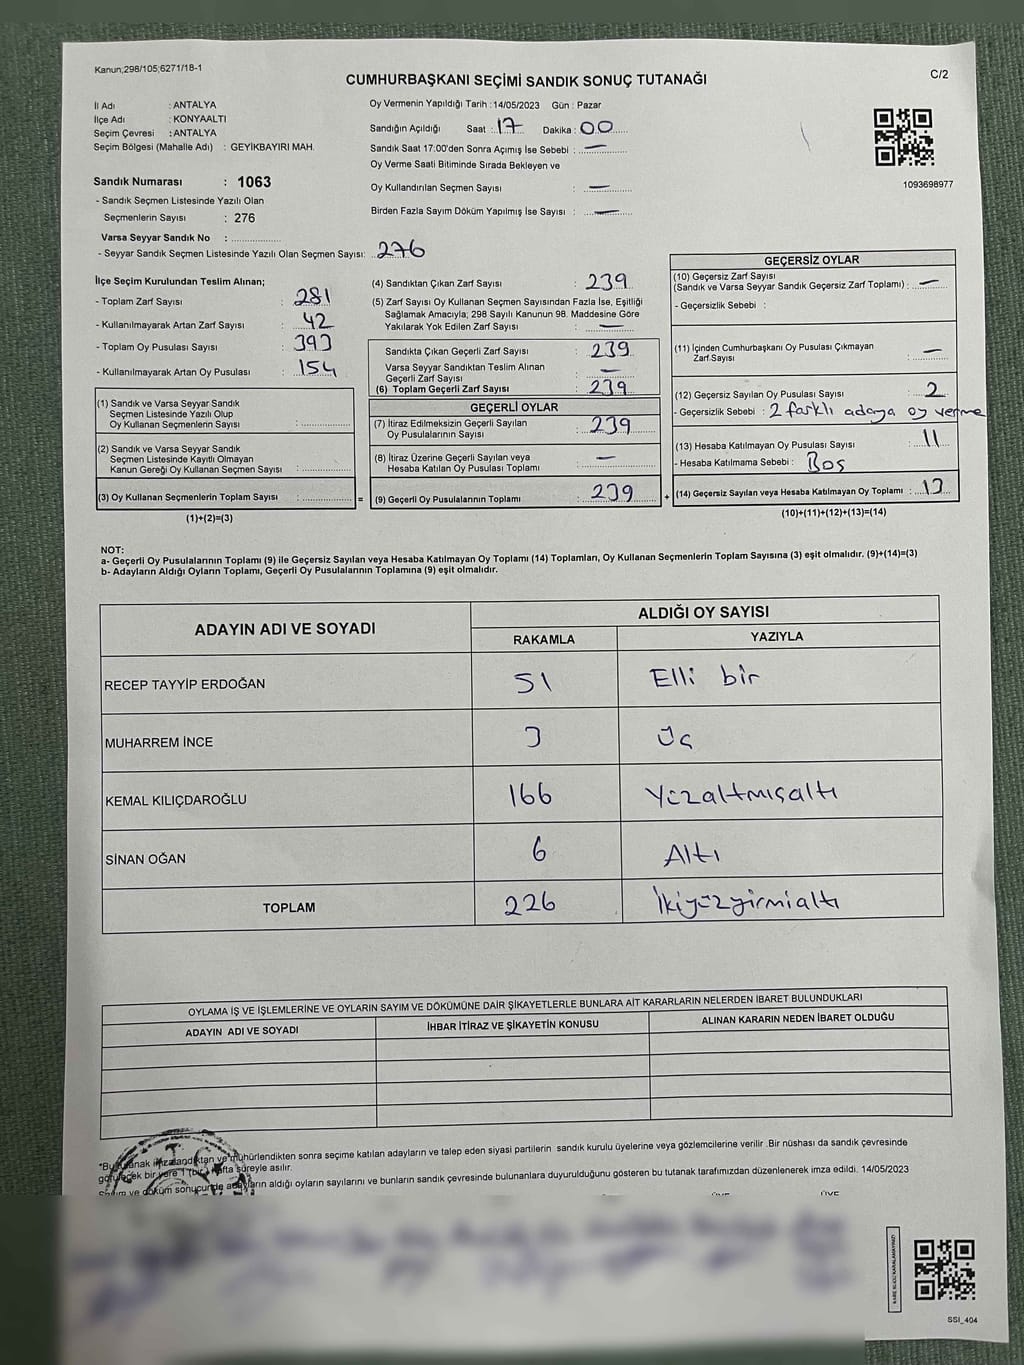 Kanun;298/105;6271/18-1
C/2
CUMHURBAŞKANI SEÇİMİ SANDIK SONUÇ TUTANAĞI
İl Adı : ANTALYA
İlçe Adı : KONYAALTI
Seçim Çevresi : ANTALYA
Seçim Bölgesi (Mahalle Adı) : GEYİKBAYIRI MAH.
Oy Vermenin Yapıldığı Tarih :14/05/2023 Gün : Pazar
Sandığın Açıldığı Saat : 17 Dakika : 00
Sandık Saat 17:00'den Sonra Açımış İse Sebebi : —
Oy Verme Saati Bitiminde Sırada Bekleyen ve
Oy Kullandırılan Seçmen Sayısı : —
Birden Fazla Sayım Döküm Yapılmış İse Sayısı : —
1093698977
Sandık Numarası : 1063
- Sandık Seçmen Listesinde Yazılı Olan
Seçmenlerin Sayısı : 276
Varsa Seyyar Sandık No :
- Seyyar Sandık Seçmen Listesinde Yazılı Olan Seçmen Sayısı: 276
İlçe Seçim Kurulundan Teslim Alınan;
- Toplam Zarf Sayısı : 281
- Kullanılmayarak Artan Zarf Sayısı : 42
- Toplam Oy Pusulası Sayısı : 393
- Kullanılmayarak Artan Oy Pusulası : 154
(1) Sandık ve Varsa Seyyar Sandık
Seçmen Listesinde Yazılı Olup
Oy Kullanan Seçmenlerin Sayısı :
(2) Sandık ve Varsa Seyyar Sandık
Seçmen Listesinde Kayıtlı Olmayan
Kanun Gereği Oy Kullanan Seçmen Sayısı :
(3) Oy Kullanan Seçmenlerin Toplam Sayısı :
(1)+(2)=(3)
=
(4) Sandıktan Çıkan Zarf Sayısı : 239
(5) Zarf Sayısı Oy Kullanan Seçmen Sayısından Fazla İse, Eşitliği
Sağlamak Amacıyla; 298 Sayılı Kanunun 98. Maddesine Göre
Yakılarak Yok Edilen Zarf Sayısı : —
Sandıkta Çıkan Geçerli Zarf Sayısı : 239
Varsa Seyyar Sandıktan Teslim Alınan
Geçerli Zarf Sayısı : —
(6) Toplam Geçerli Zarf Sayısı : 239
GEÇERLİ OYLAR
(7) İtiraz Edilmeksizin Geçerli Sayılan
Oy Pusulalarının Sayısı : 239
(8) İtiraz Üzerine Geçerli Sayılan veya
Hesaba Katılan Oy Pusulası Toplamı : —
(9) Geçerli Oy Pusulalarının Toplamı : 239
+
GEÇERSİZ OYLAR
(10) Geçersiz Zarf Sayısı
(Sandık ve Varsa Seyyar Sandık Geçersiz Zarf Toplamı) : —
- Geçersizlik Sebebi :
(11) İçinden Cumhurbaşkanı Oy Pusulası Çıkmayan
Zarf Sayısı : —
(12) Geçersiz Sayılan Oy Pusulası Sayısı : 2
- Geçersizlik Sebebi : 2 farklı adaya oy verme
(13) Hesaba Katılmayan Oy Pusulası Sayısı : 11
- Hesaba Katılmama Sebebi : Boş
(14) Geçersiz Sayılan veya Hesaba Katılmayan Oy Toplamı : 13
(10)+(11)+(12)+(13)=(14)
NOT:
a- Geçerli Oy Pusulalarının Toplamı (9) ile Geçersiz Sayılan veya Hesaba Katılmayan Oy Toplamı (14) Toplamları, Oy Kullanan Seçmenlerin Toplam Sayısına (3) eşit olmalıdır. (9)+(14)=(3)
b- Adayların Aldığı Oyların Toplamı, Geçerli Oy Pusulalarının Toplamına (9) eşit olmalıdır.
ADAYIN ADI VE SOYADI ALDIĞI OY SAYISI
RAKAMLA YAZIYLA
RECEP TAYYİP ERDOĞAN 51 Elli bir
MUHARREM İNCE 3 Üç
KEMAL KILIÇDAROĞLU 166 Yüzaltmışaltı
SİNAN OĞAN 6 Altı
TOPLAM 226 İkiyüzyirmialtı
OYLAMA İŞ VE İŞLEMLERİNE VE OYLARIN SAYIM VE DÖKÜMÜNE DAİR ŞİKAYETLERLE BUNLARA AİT KARARLARIN NELERDEN İBARET BULUNDUKLARI
ADAYIN ADI VE SOYADI İHBAR İTİRAZ VE ŞİKAYETİN KONUSU ALINAN KARARIN NEDEN İBARET OLDUĞU
*Bu tutanak imzalandıktan ve mühürlendikten sonra seçime katılan adayların ve talep eden siyasi partilerin sandık kurulu üyelerine veya gözlemcilerine verilir .Bir nüshası da sandık çevresinde
görülecek bir yere 1 (bir) hafta süreyle asılır.
Sayım ve döküm sonucunde adayların aldığı oyların sayılarını ve bunların sandık çevresinde bulunanlara duyurulduğunu gösteren bu tutanak tarafımızdan düzenlenerek imza edildi. 14/05/2023
ÜYE ÜYE
SSI_404